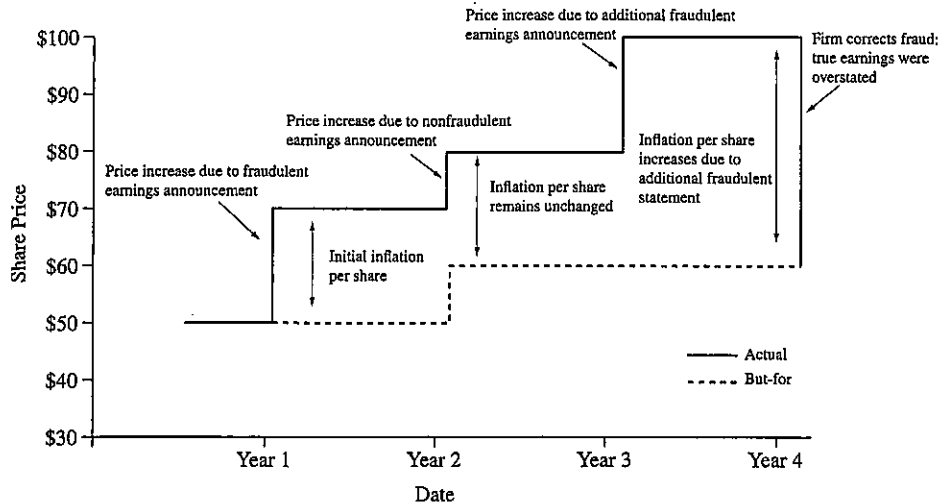 Price increase due to additional fraudulent
earnings announcement
Firm corrects fraud:
true earnings were
overstated
Price increase due to nonfraudulent
earnings announcement
Price increase due to fraudulent
earnings announcement
Inflation per share
increases due to
additional fraudulent
statement
Inflation per share
remains unchanged
Initial inflation
per share
Share Price
$100
$90
$80
$70
$60
$50
$40
$30
Actual
But-for
Year 1
Year 2
Year 3
Year 4
Date